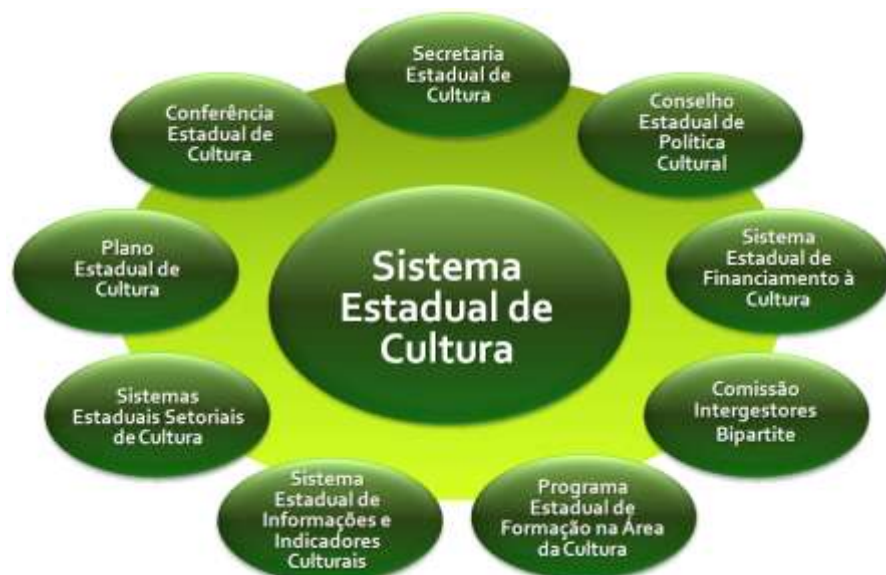 Secretaria
Estadual de
Cultura
Conselho
Estadual de
Política
Cultural
Sistema
Estadual de
Financiamento à
Cultura
Comissão
Intergestores
Bipartite
Programa
Estadual de
Formação na Área
da Cultura
Sistema
Estadual de
Informações e
Indicadores
Culturais
Sistemas
Estaduais Setoriais
de Cultura
Plano
Estadual de
Cultura
Conferência
Estadual de
Cultura
Sistema
Estadual de
Cultura